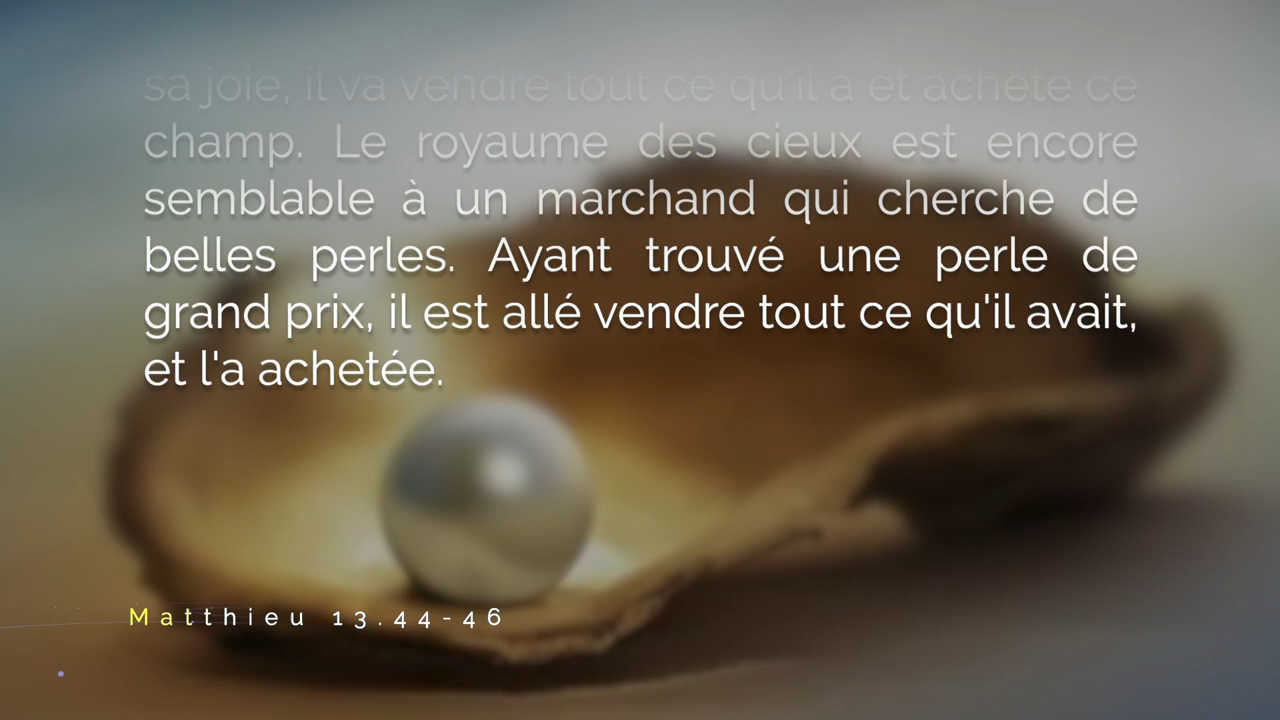 sa joie, il va vendre tout ce qu'il a et achète ce
champ. Le royaume des cieux est encore
semblable à un marchand qui cherche de
belles perles. Ayant trouvé une perle de
grand prix, il est allé vendre tout ce qu'il avait,
et l'a achetée.
Matthieu 13.44-46